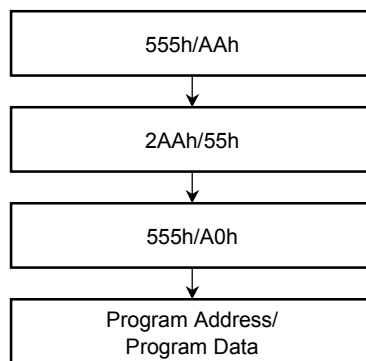 555h/AAh
2AAh/55h
555h/A0h
Program Address/
Program Data